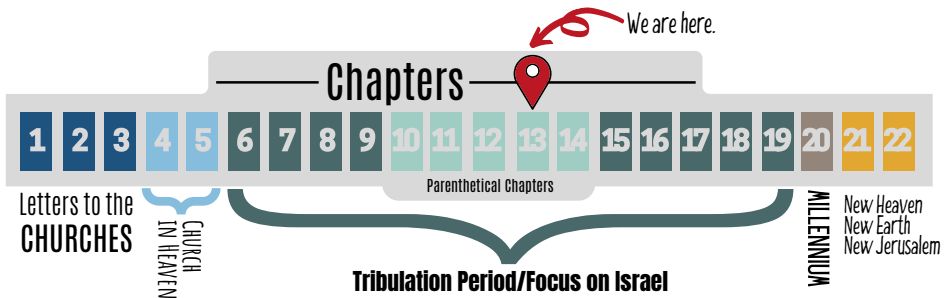 We are here.
Chapters
1 2 3 4 5 6 7 8 9 10 11 12 13 14 15 16 17 18 19 20 21 22
Parenthetical Chapters
Letters to the
CHURCHES
CHURCH
IN HEAVEN
Tribulation Period/Focus on Israel
MILLENNIUM
New Heaven
New Earth
New Jerusalem